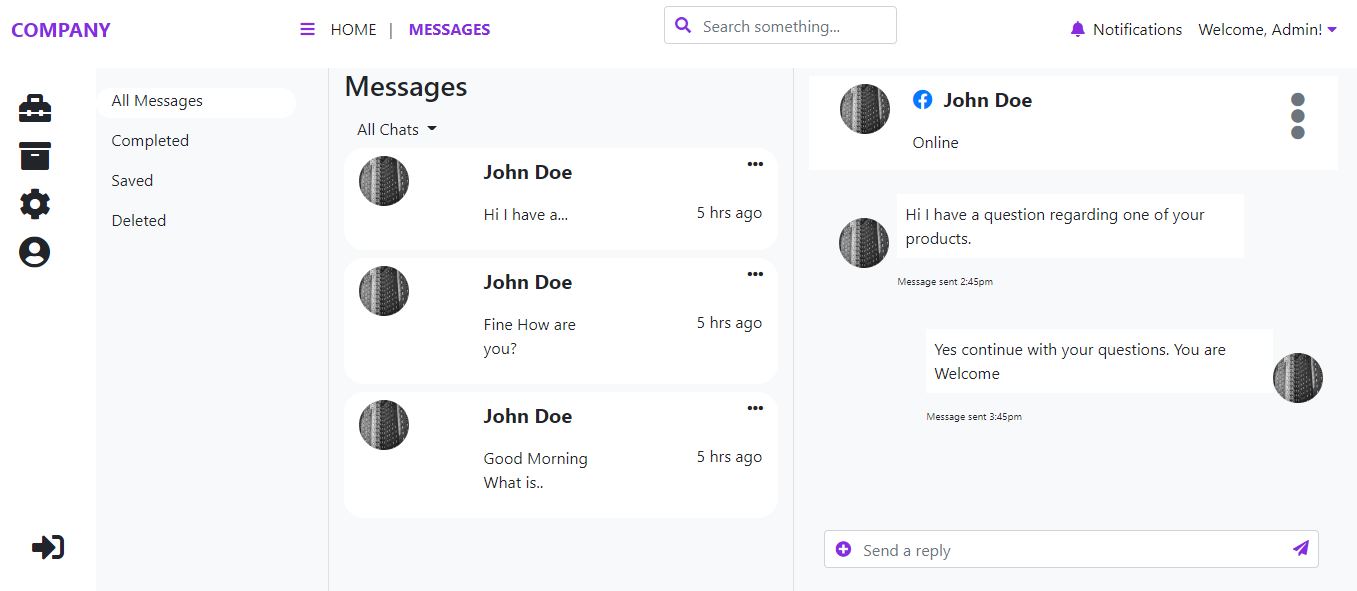 COMPANY
HOME | MESSAGES
Search something...
Notifications
Welcome, Admin!
All Messages
Completed
Saved
Deleted
Messages
All Chats
John Doe
Hi I have a...
5 hrs ago
John Doe
Fine How are
you?
5 hrs ago
John Doe
Good Morning
What is..
5 hrs ago
John Doe
Online
Hi I have a question regarding one of your
products.
Message sent 2:45pm
Yes continue with your questions. You are
Welcome
Message sent 3:45pm
Send a reply